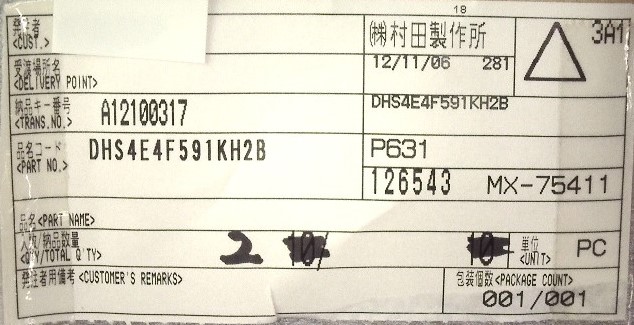 18
発注者
<CUST.>
(株)村田製作所
3A1
受渡場所名
<DELIVERY POINT>
12/11/06 281
納品キー番号
<TRANS.NO.>
A12100317
DHS4E4F591KH2B
品名コード
<PART NO.>
DHS4E4F591KH2B
P631
126543 MX-75411
品名<PART NAME>
入数/納品数量
<QTY/TOTAL Q'TY>
2 10/ 10
単位
<UNIT>
PC
発注者用備考<CUSTOMER'S REMARKS>
包装個数<PACKAGE COUNT>
001/001